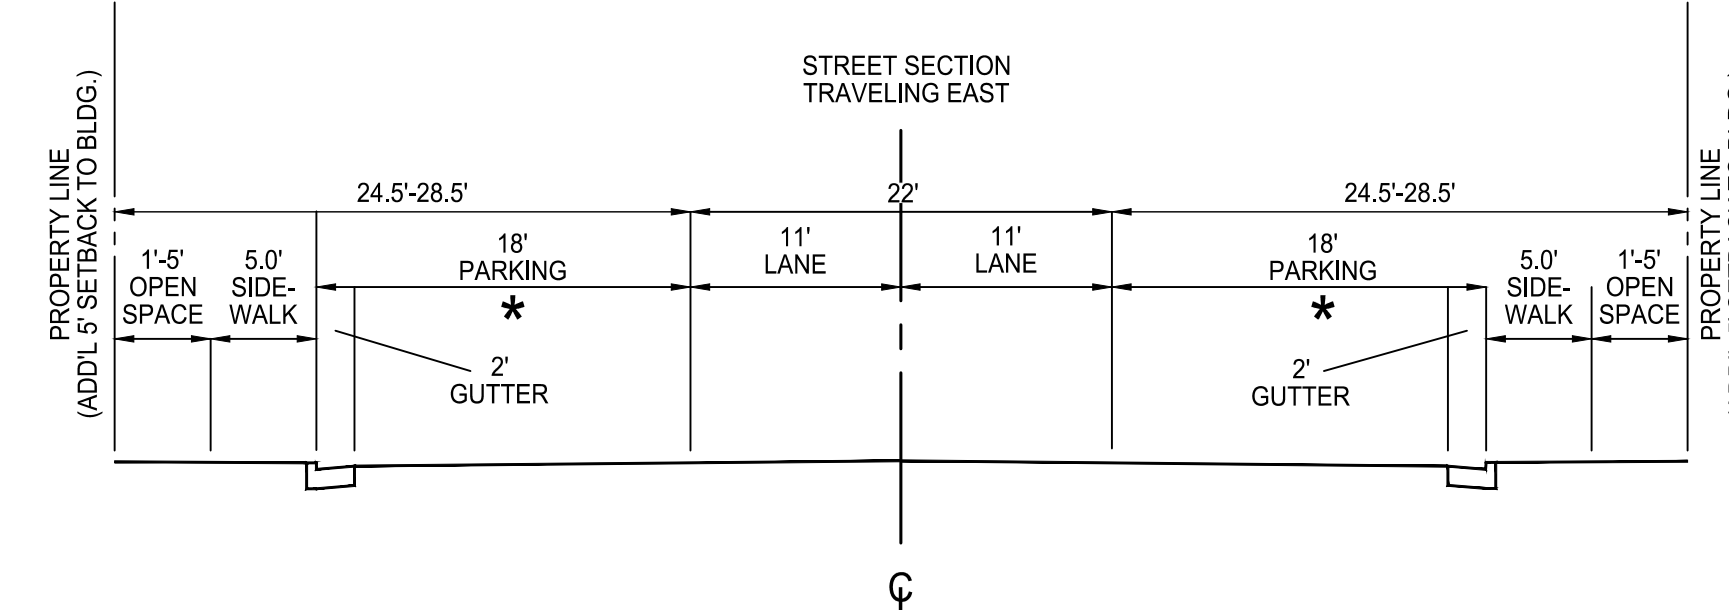 STREET SECTION
TRAVELING EAST
PROPERTY LINE
(ADD'L 5' SETBACK TO BLDG.)
24.5'-28.5'
22'
24.5'-28.5'
1'-5'
OPEN
SPACE
5.0'
SIDE-
WALK
18'
PARKING
*
11'
LANE
11'
LANE
18'
PARKING
*
5.0'
SIDE-
WALK
1'-5'
OPEN
SPACE
2'
GUTTER
2'
GUTTER
PROPERTY LINE
℄